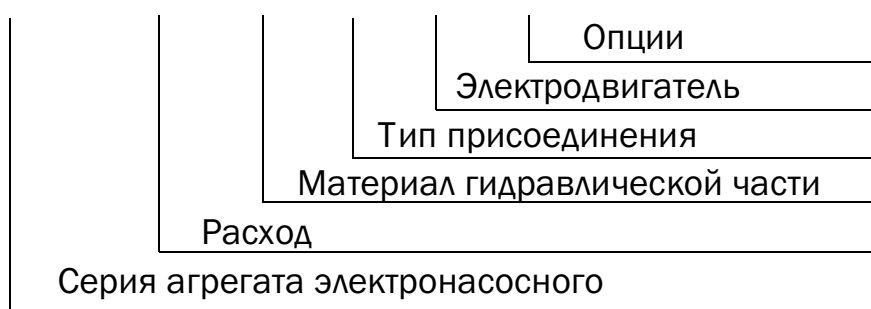 Опции
Электродвигатель
Тип присоединения
Материал гидравлической части
Расход
Серия агрегата электронасосного